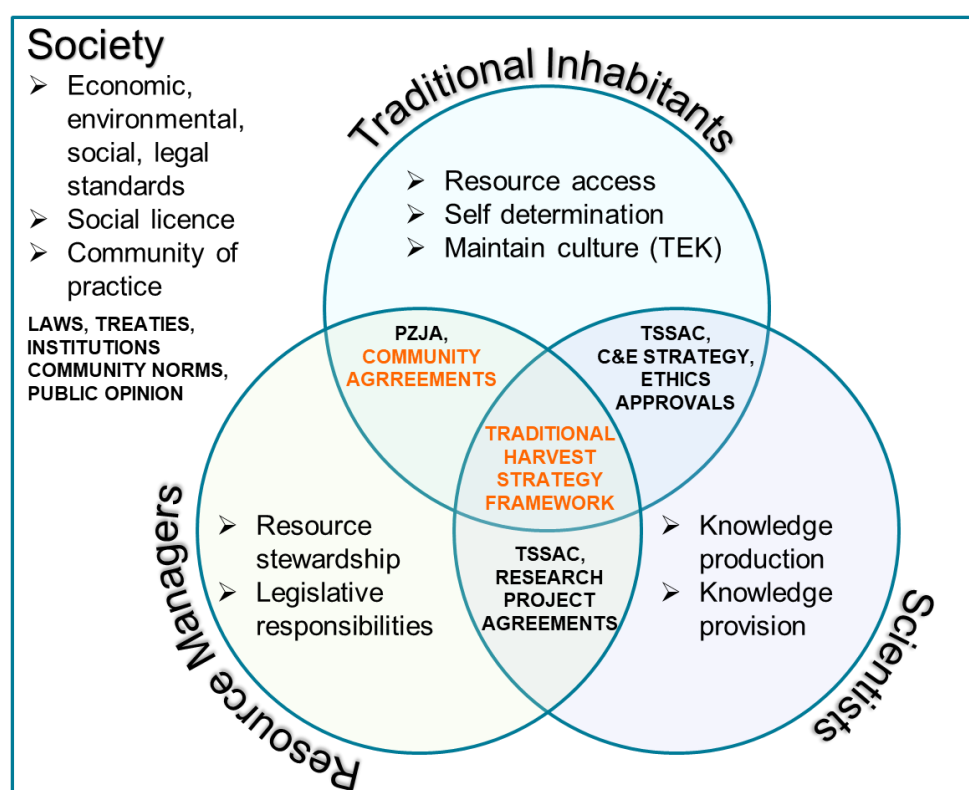 Society
➢ Economic,
environmental,
social, legal
standards
➢ Social licence
➢ Community of
practice
LAWS, TREATIES,
INSTITUTIONS
COMMUNITY NORMS,
PUBLIC OPINION
Traditional Inhabitants
➢ Resource access
➢ Self determination
➢ Maintain culture (TEK)
PZJA,
COMMUNITY
AGRREEMENTS
TSSAC,
C&E STRATEGY,
ETHICS
APPROVALS
TRADITIONAL
HARVEST
STRATEGY
FRAMEWORK
Resource Managers
➢ Resource
stewardship
➢ Legislative
responsibilities
TSSAC,
RESEARCH
PROJECT
AGREEMENTS
➢ Knowledge
production
➢ Knowledge
provision
Scientists